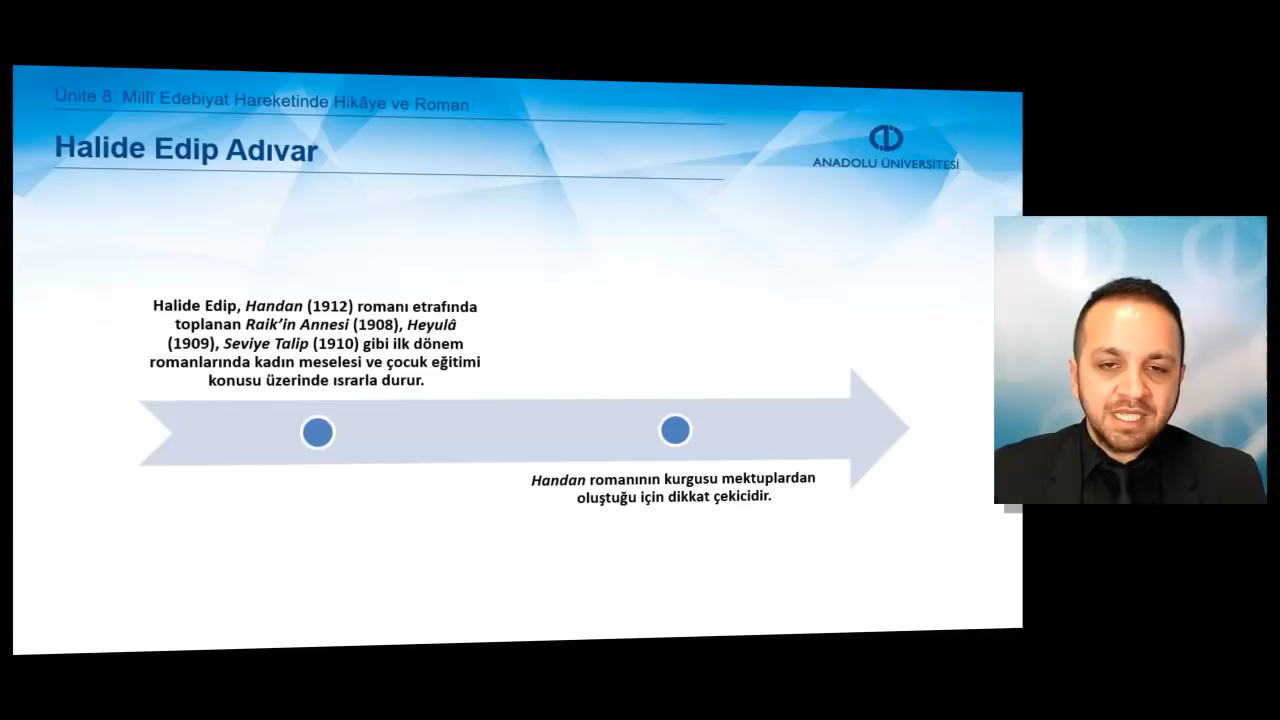 Ünite 8: Millî Edebiyat Hareketinde Hikâye ve Roman
Halide Edip Adıvar
ANADOLU ÜNİVERSİTESİ
Halide Edip, Handan (1912) romanı etrafında
toplanan Raik’in Annesi (1908), Heyulâ
(1909), Seviye Talip (1910) gibi ilk dönem
romanlarında kadın meselesi ve çocuk eğitimi
konusu üzerinde ısrarla durur.
Handan romanının kurgusu mektuplardan
oluştuğu için dikkat çekicidir.